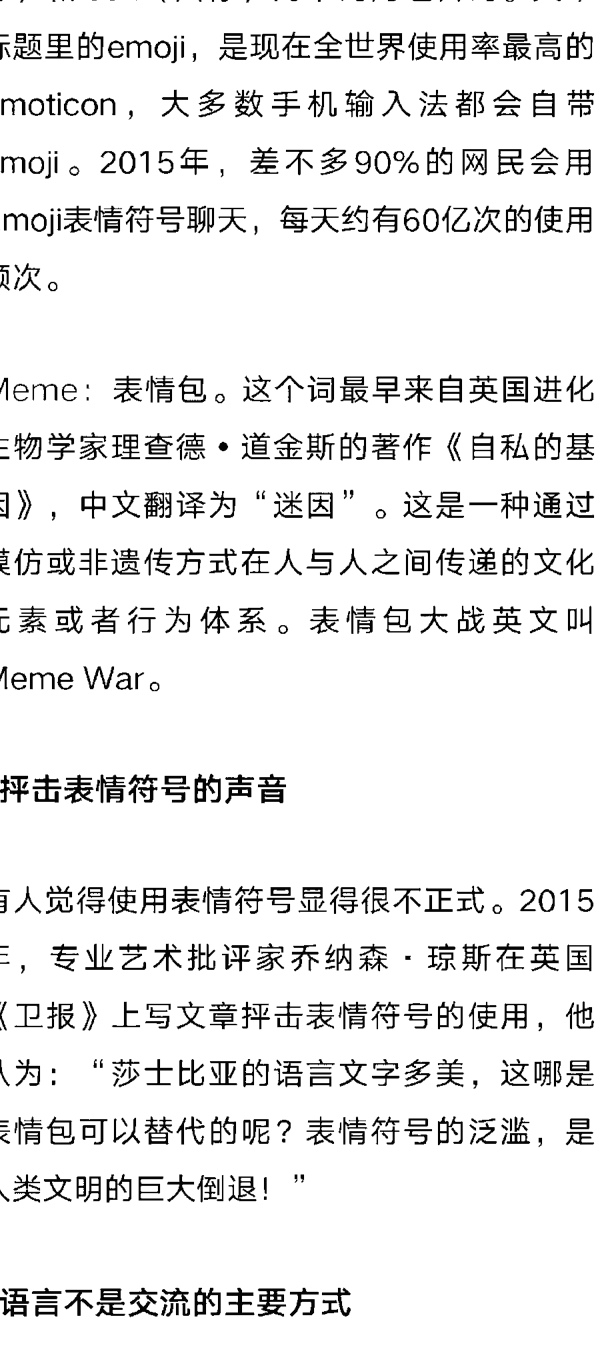 标题里的emoji，是现在全世界使用率最高的
moticon，大多数手机输入法都会自带
moji。2015年，差不多90%的网民会用
moji表情符号聊天，每天约有60亿次的使用
频次。
Meme：表情包。这个词最早来自英国进化
生物学家理查德•道金斯的著作《自私的基
因》，中文翻译为“迷因”。这是一种通过
模仿或非遗传方式在人与人之间传递的文化
元素或者行为体系。表情包大战英文叫
Meme War。
抨击表情符号的声音
有人觉得使用表情符号显得很不正式。2015
年，专业艺术批评家乔纳森·琼斯在英国
《卫报》上写文章抨击表情符号的使用，他
认为：“莎士比亚的语言文字多美，这哪是
表情包可以替代的呢？表情符号的泛滥，是
人类文明的巨大倒退！”
语言不是交流的主要方式